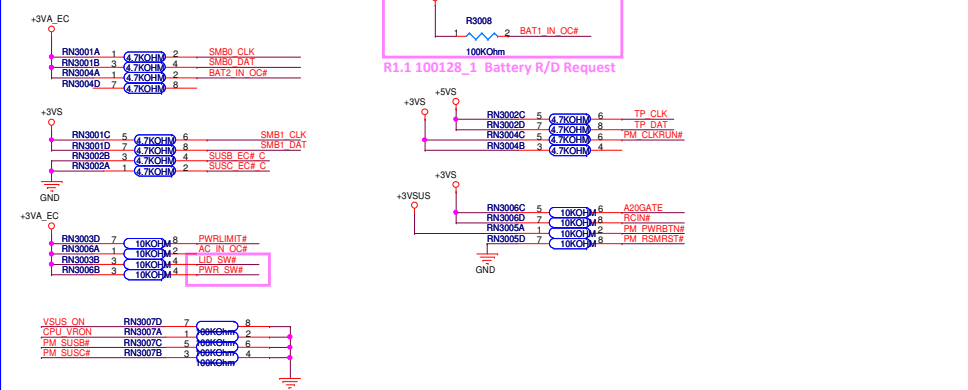 +3VA_EC
RN3001A 1 4.7KOHM 2 SMB0_CLK
RN3001B 3 4.7KOHM 4 SMB0_DAT
RN3004A 1 4.7KOHM 2 BAT2_IN_OC#
RN3004D 7 4.7KOHM 8
R3008
1 2 BAT1_IN_OC#
100KOhm
R1.1 100128_1 Battery R/D Request
+3VS
RN3001C 5 4.7KOHM 6 SMB1_CLK
RN3001D 7 4.7KOHM 8 SMB1_DAT
RN3002B 3 4.7KOHM 4 SUSB_EC#_C
RN3002A 1 4.7KOHM 2 SUSC_EC#_C
GND
+5VS
+3VS
RN3002C 5 4.7KOHM 6 TP_CLK
RN3002D 7 4.7KOHM 8 TP_DAT
RN3004C 5 4.7KOHM 6 PM_CLKRUN#
RN3004B 3 4.7KOHM 4
+3VA_EC
RN3003D 7 10KOHM 8 PWRLIMIT#
RN3006A 1 10KOHM 2 AC_IN_OC#
RN3003B 3 10KOHM 4 LID_SW#
RN3006B 3 10KOHM 4 PWR_SW#
+3VS
+3VSUS
RN3006C 5 10KOHM 6 A20GATE
RN3006D 7 10KOHM 8 RCIN#
RN3005A 1 10KOHM 2 PM_PWRBTN#
RN3005D 7 10KOHM 8 PM_RSMRST#
GND
VSUS_ON RN3007D 7 8
CPU_VRON RN3007A 1 100KOhm 2
PM_SUSB# RN3007C 5 100KOhm 6
PM_SUSC# RN3007B 3 100KOhm 4
100KOhm